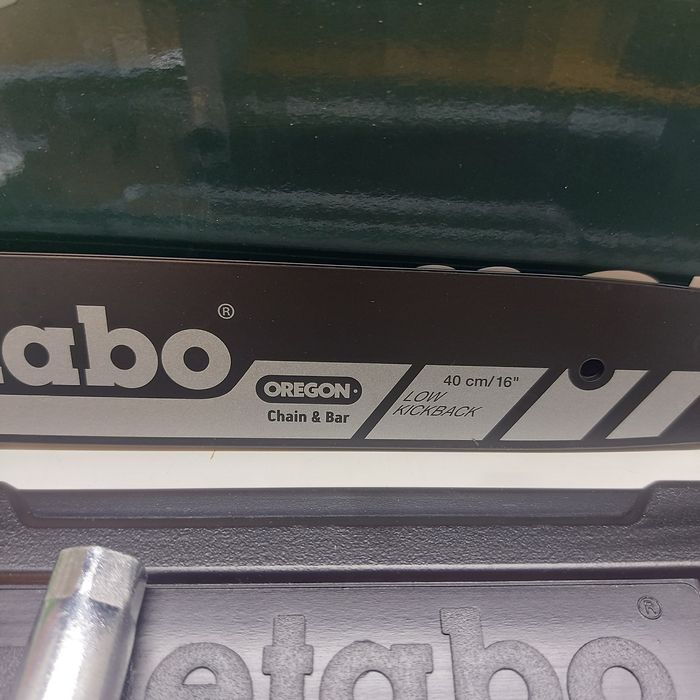 abo®
OREGON
Chain & Bar
40 cm/16"
LOW
KICKBACK
etabo®